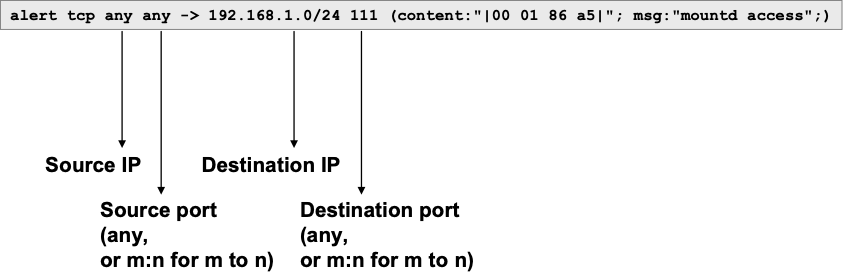 alert tcp any any -> 192.168.1.0/24 111 (content:"|00 01 86 a5|"; msg:"mountd access";)
Source IP
Destination IP
Source port
(any,
or m:n for m to n)
Destination port
(any,
or m:n for m to n)